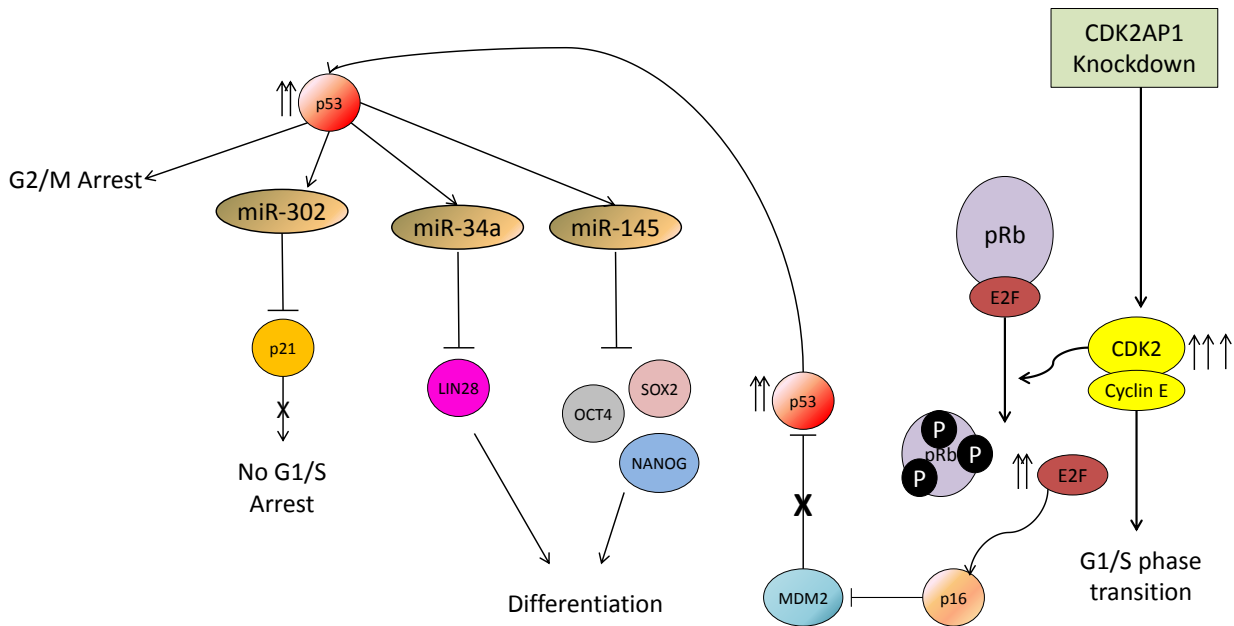 CDK2AP1
Knockdown
p53
G2/M Arrest
miR-302
miR-34a
miR-145
pRb
E2F
p21
CDK2
Cyclin E
LIN28
SOX2
OCT4
NANOG
p53
X
No G1/S
Arrest
X
P
pRb
P
P
E2F
G1/S phase
transition
MDM2
p16
Differentiation